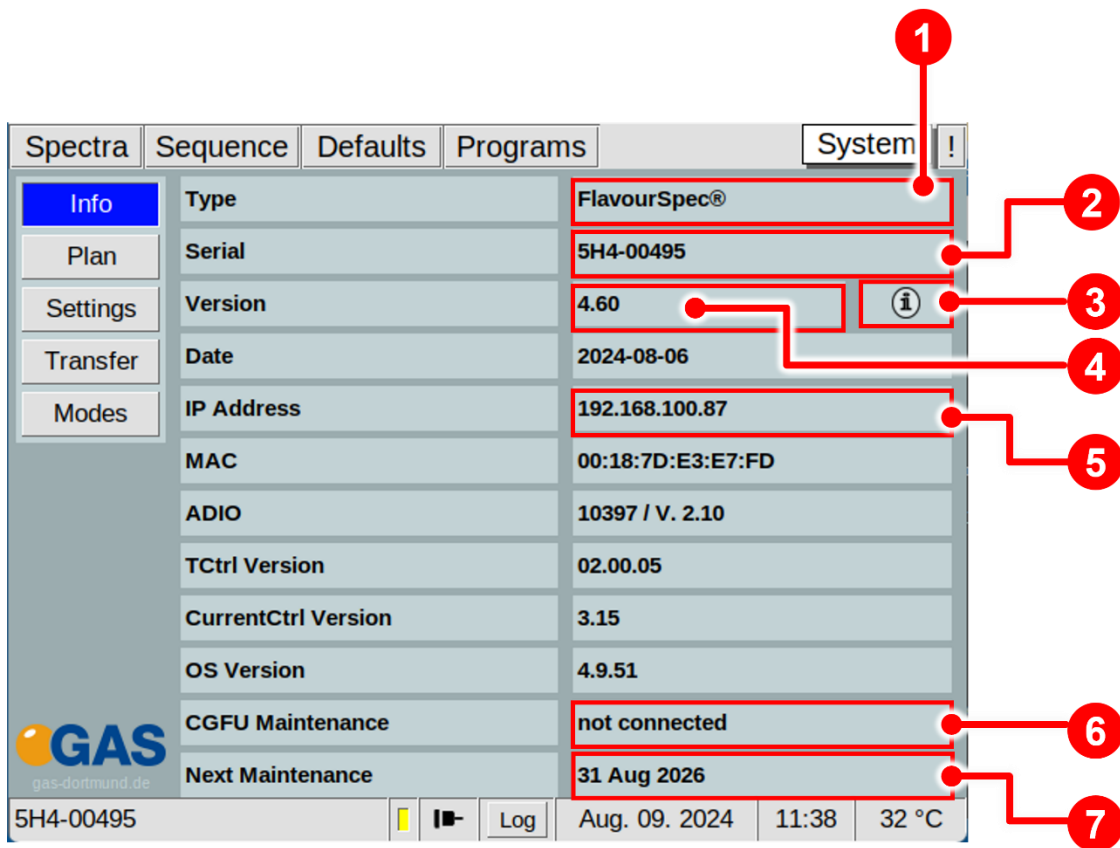 1
Spectra Sequence Defaults Programs System !
Info
Plan
Settings
Transfer
Modes
Type FlavourSpec®
Serial 5H4-00495
Version 4.60 i
Date 2024-08-06
IP Address 192.168.100.87
MAC 00:18:7D:E3:E7:FD
ADIO 10397 / V. 2.10
TCtrl Version 02.00.05
CurrentCtrl Version 3.15
OS Version 4.9.51
CGFU Maintenance not connected
Next Maintenance 31 Aug 2026
2
3
4
5
6
7
GAS
gas-dortmund.de
5H4-00495 Log Aug. 09. 2024 11:38 32 °C